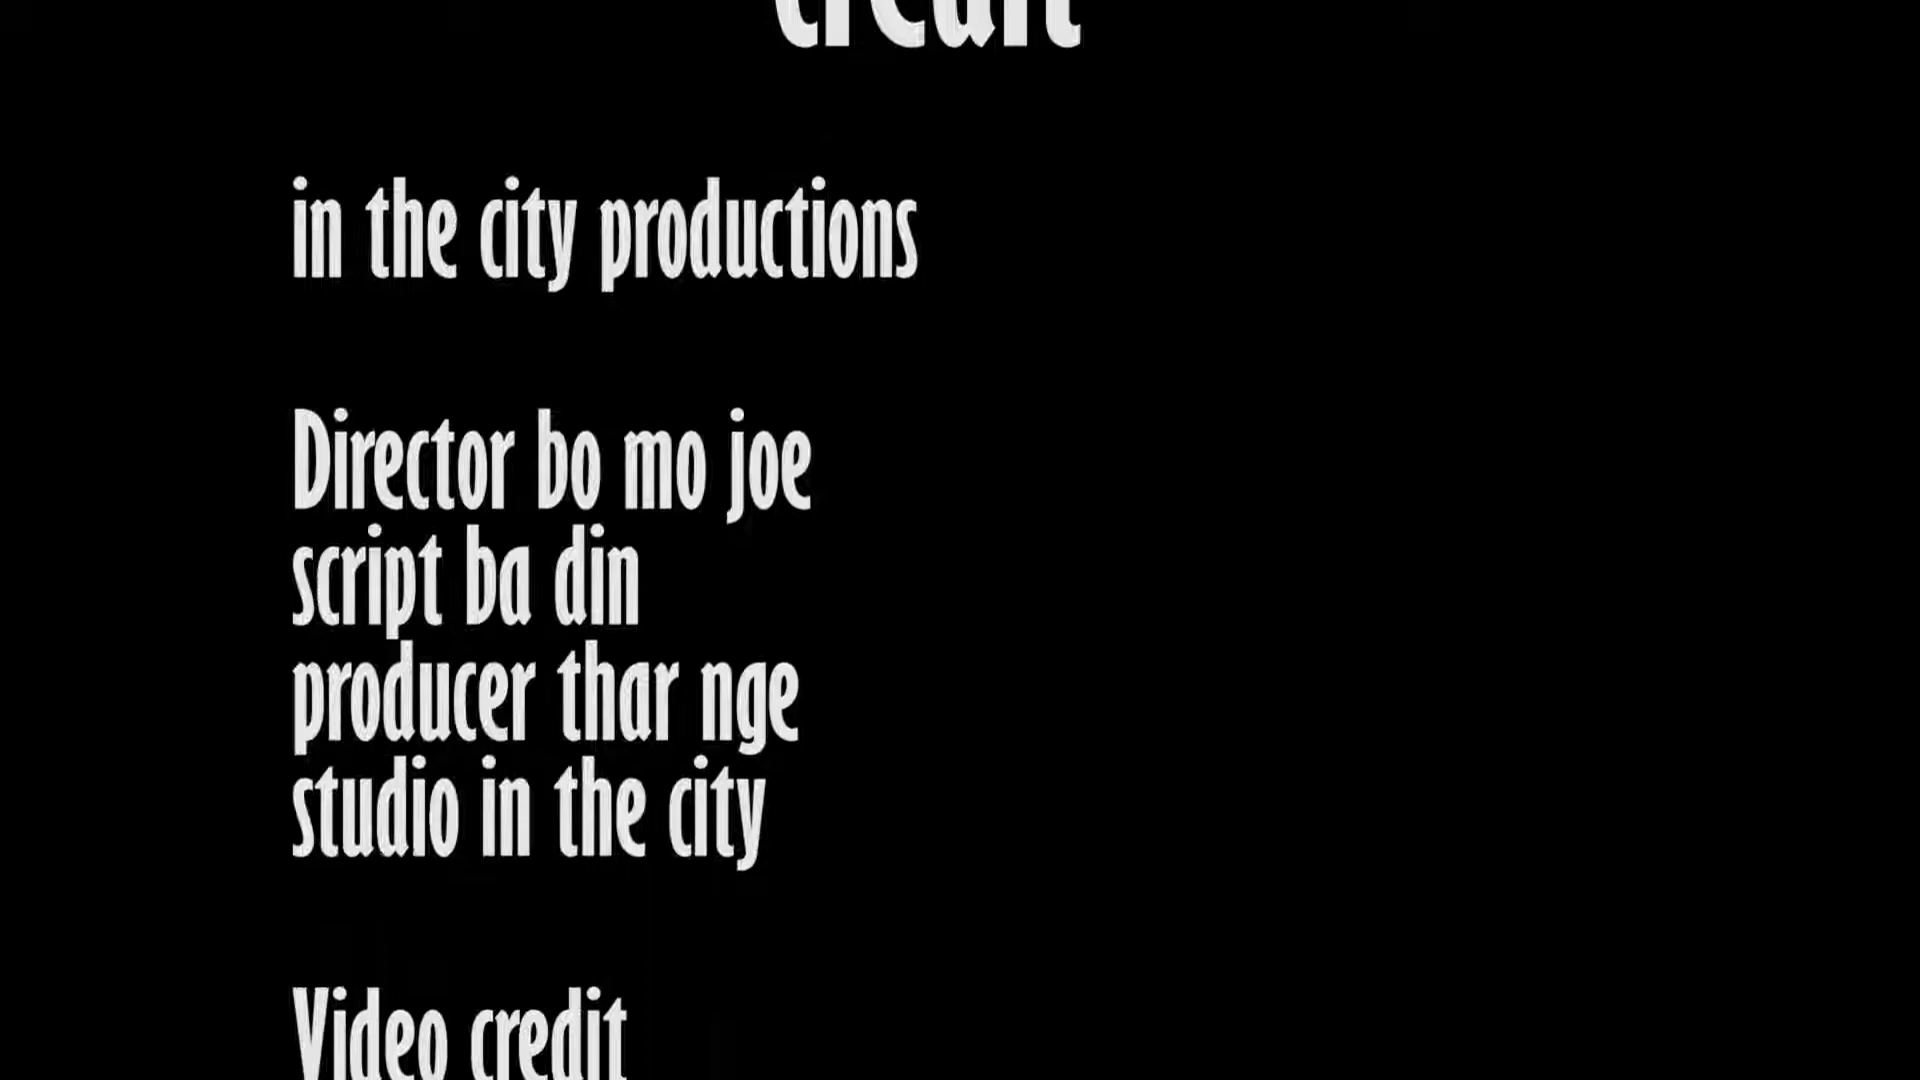 credit
in the city productions
Director bo mo joe
script ba din
producer thar nge
studio in the city
Video credit